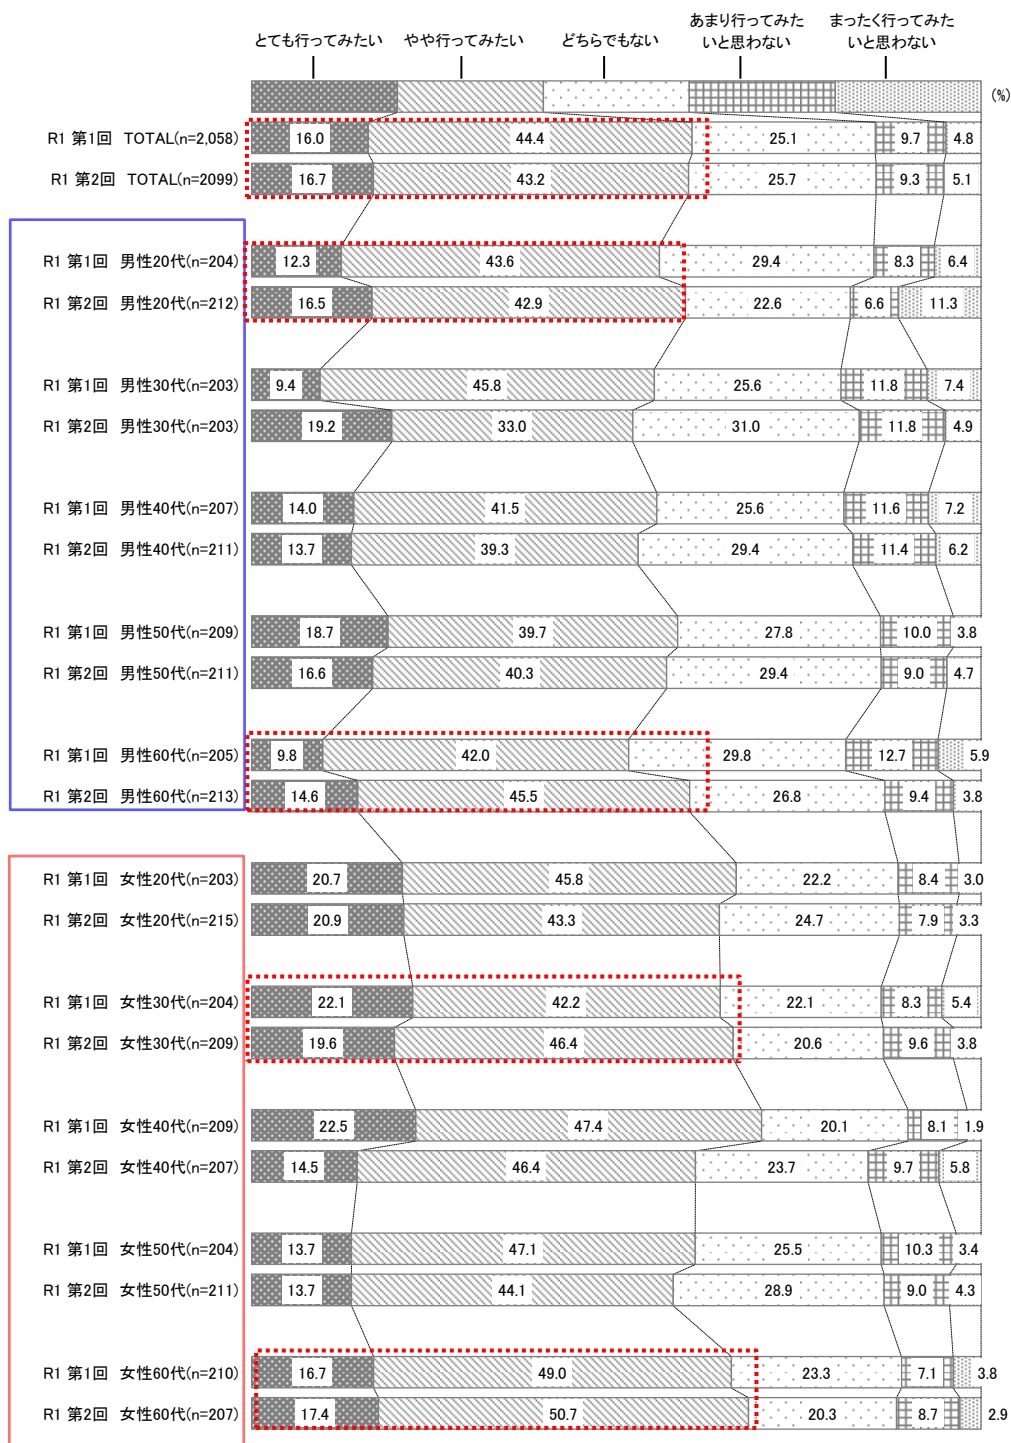 とても行ってみたい やや行ってみたい どちらでもない あまり行ってみたいと思わない まったく行ってみたいと思わない
(%)
R1 第1回 TOTAL(n=2,058) 16.0 44.4 25.1 9.7 4.8
R1 第2回 TOTAL(n=2099) 16.7 43.2 25.7 9.3 5.1
R1 第1回 男性20代(n=204) 12.3 43.6 29.4 8.3 6.4
R1 第2回 男性20代(n=212) 16.5 42.9 22.6 6.6 11.3
R1 第1回 男性30代(n=203) 9.4 45.8 25.6 11.8 7.4
R1 第2回 男性30代(n=203) 19.2 33.0 31.0 11.8 4.9
R1 第1回 男性40代(n=207) 14.0 41.5 25.6 11.6 7.2
R1 第2回 男性40代(n=211) 13.7 39.3 29.4 11.4 6.2
R1 第1回 男性50代(n=209) 18.7 39.7 27.8 10.0 3.8
R1 第2回 男性50代(n=211) 16.6 40.3 29.4 9.0 4.7
R1 第1回 男性60代(n=205) 9.8 42.0 29.8 12.7 5.9
R1 第2回 男性60代(n=213) 14.6 45.5 26.8 9.4 3.8
R1 第1回 女性20代(n=203) 20.7 45.8 22.2 8.4 3.0
R1 第2回 女性20代(n=215) 20.9 43.3 24.7 7.9 3.3
R1 第1回 女性30代(n=204) 22.1 42.2 22.1 8.3 5.4
R1 第2回 女性30代(n=209) 19.6 46.4 20.6 9.6 3.8
R1 第1回 女性40代(n=209) 22.5 47.4 20.1 8.1 1.9
R1 第2回 女性40代(n=207) 14.5 46.4 23.7 9.7 5.8
R1 第1回 女性50代(n=204) 13.7 47.1 25.5 10.3 3.4
R1 第2回 女性50代(n=211) 13.7 44.1 28.9 9.0 4.3
R1 第1回 女性60代(n=210) 16.7 49.0 23.3 7.1 3.8
R1 第2回 女性60代(n=207) 17.4 50.7 20.3 8.7 2.9